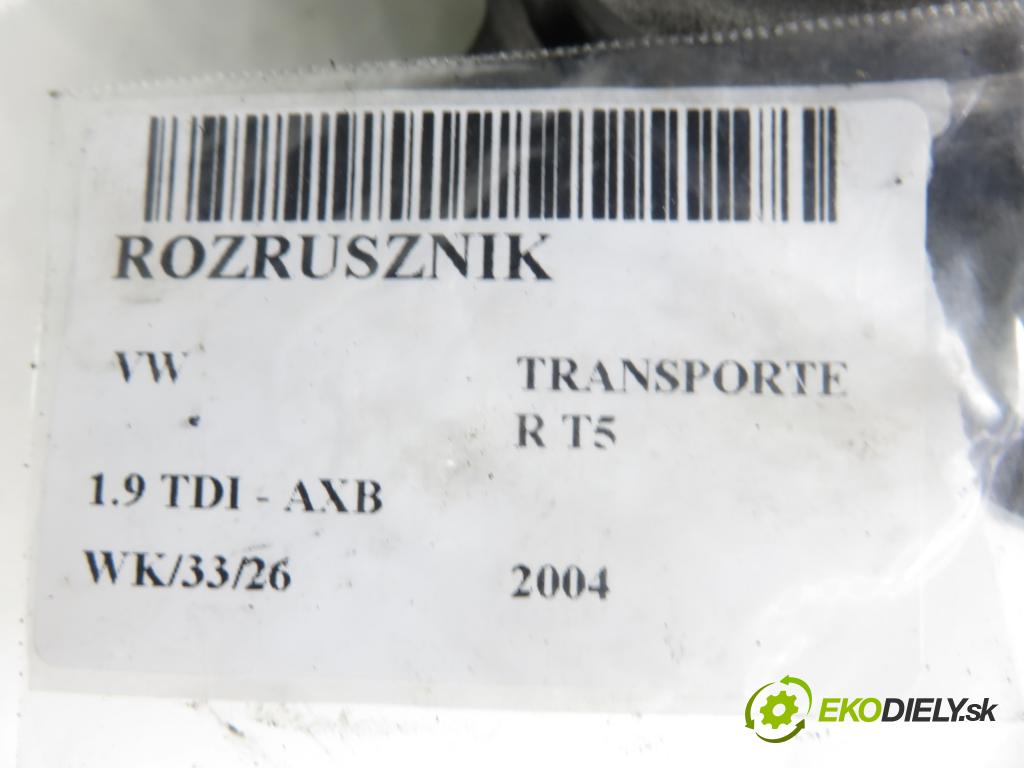 ROZRUSZNIK
VW
TRANSPORTE
R T5
1.9 TDI - AXB
WK/33/26
2004
EKODIELY.sk